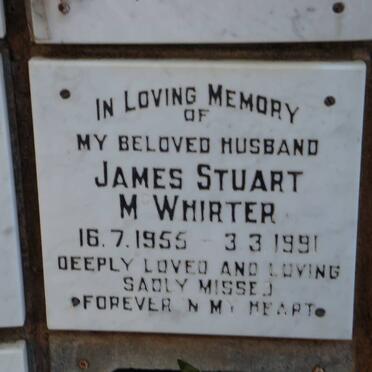 IN LOVING MEMORY
OF
MY BELOVED HUSBAND
JAMES STUART
M WHIRTER
16.7.1955 - 3.3.1991
DEEPLY LOVED AND LOVING
SADLY MISSED
FOREVER IN MY HEART